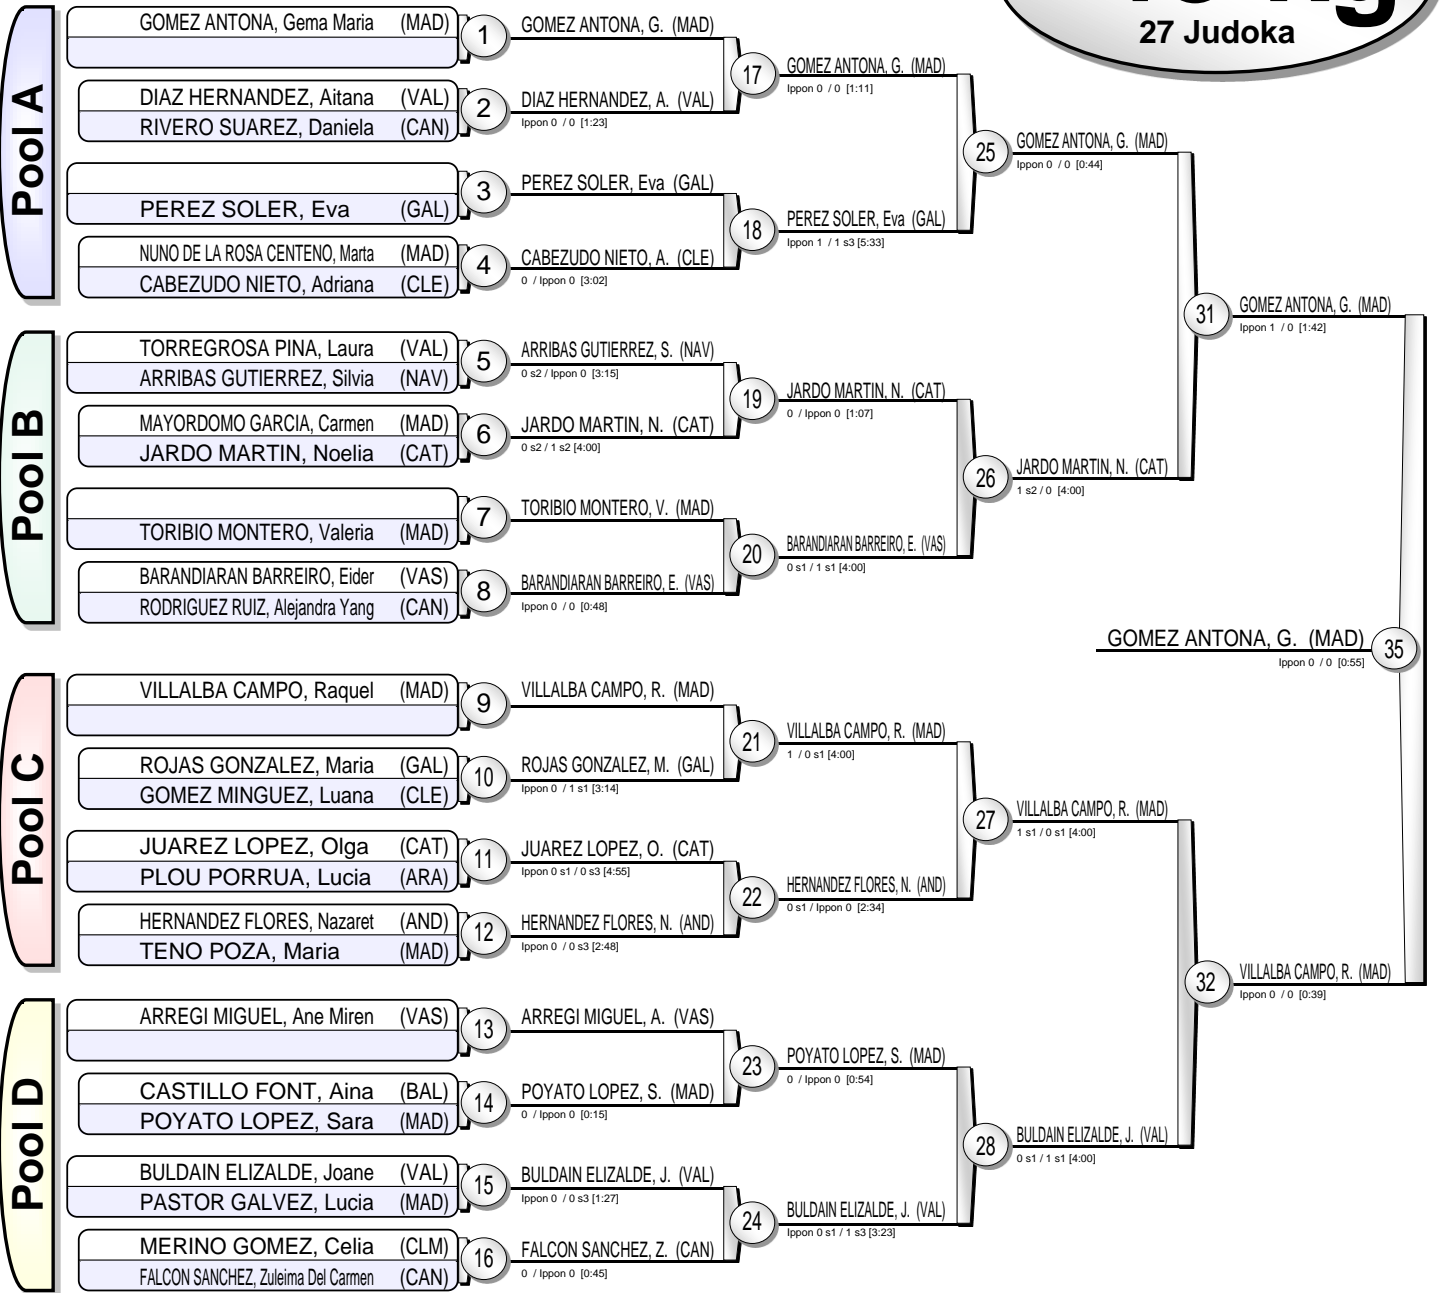 27 Judoka
Pool A
GOMEZ ANTONA, Gema Maria (MAD)
1
DIAZ HERNANDEZ, Aitana (VAL)
RIVERO SUAREZ, Daniela (CAN)
2
3
PEREZ SOLER, Eva (GAL)
NUNO DE LA ROSA CENTENO, Marta (MAD)
CABEZUDO NIETO, Adriana (CLE)
4
Pool B
TORREGROSA PINA, Laura (VAL)
ARRIBAS GUTIERREZ, Silvia (NAV)
5
MAYORDOMO GARCIA, Carmen (MAD)
JARDO MARTIN, Noelia (CAT)
6
7
TORIBIO MONTERO, Valeria (MAD)
BARANDIARAN BARREIRO, Eider (VAS)
RODRIGUEZ RUIZ, Alejandra Yang (CAN)
8
Pool C
VILLALBA CAMPO, Raquel (MAD)
9
ROJAS GONZALEZ, Maria (GAL)
GOMEZ MINGUEZ, Luana (CLE)
10
JUAREZ LOPEZ, Olga (CAT)
PLOU PORRUA, Lucia (ARA)
11
HERNANDEZ FLORES, Nazaret (AND)
TENO POZA, Maria (MAD)
12
Pool D
ARREGI MIGUEL, Ane Miren (VAS)
13
CASTILLO FONT, Aina (BAL)
POYATO LOPEZ, Sara (MAD)
14
BULDAIN ELIZALDE, Joane (VAL)
PASTOR GALVEZ, Lucia (MAD)
15
MERINO GOMEZ, Celia (CLM)
FALCON SANCHEZ, Zuleima Del Carmen (CAN)
16
GOMEZ ANTONA, G. (MAD)
DIAZ HERNANDEZ, A. (VAL)
Ippon 0 / 0 [1:23]
17
PEREZ SOLER, Eva (GAL)
CABEZUDO NIETO, A. (CLE)
0 / Ippon 0 [3:02]
18
ARRIBAS GUTIERREZ, S. (NAV)
0 s2 / Ippon 0 [3:15]
JARDO MARTIN, N. (CAT)
0 s2 / 1 s2 [4:00]
19
TORIBIO MONTERO, V. (MAD)
BARANDIARAN BARREIRO, E. (VAS)
Ippon 0 / 0 [0:48]
20
VILLALBA CAMPO, R. (MAD)
ROJAS GONZALEZ, M. (GAL)
Ippon 0 / 1 s1 [3:14]
21
JUAREZ LOPEZ, O. (CAT)
Ippon 0 s1 / 0 s3 [4:55]
HERNANDEZ FLORES, N. (AND)
Ippon 0 / 0 s3 [2:48]
22
ARREGI MIGUEL, A. (VAS)
POYATO LOPEZ, S. (MAD)
0 / Ippon 0 [0:15]
23
BULDAIN ELIZALDE, J. (VAL)
Ippon 0 / 0 s3 [1:27]
FALCON SANCHEZ, Z. (CAN)
0 / Ippon 0 [0:45]
24
GOMEZ ANTONA, G. (MAD)
Ippon 0 / 0 [1:11]
PEREZ SOLER, Eva (GAL)
Ippon 1 / 1 s3 [5:33]
25
JARDO MARTIN, N. (CAT)
0 / Ippon 0 [1:07]
BARANDIARAN BARREIRO, E. (VAS)
0 s1 / 1 s1 [4:00]
26
VILLALBA CAMPO, R. (MAD)
1 / 0 s1 [4:00]
HERNANDEZ FLORES, N. (AND)
0 s1 / Ippon 0 [2:34]
27
POYATO LOPEZ, S. (MAD)
0 / Ippon 0 [0:54]
BULDAIN ELIZALDE, J. (VAL)
Ippon 0 s1 / 1 s3 [3:23]
28
GOMEZ ANTONA, G. (MAD)
Ippon 0 / 0 [0:44]
JARDO MARTIN, N. (CAT)
1 s2 / 0 [4:00]
31
VILLALBA CAMPO, R. (MAD)
1 s1 / 0 s1 [4:00]
BULDAIN ELIZALDE, J. (VAL)
0 s1 / 1 s1 [4:00]
32
GOMEZ ANTONA, G. (MAD)
Ippon 1 / 0 [1:42]
VILLALBA CAMPO, R. (MAD)
Ippon 0 / 0 [0:39]
GOMEZ ANTONA, G. (MAD)
35
Ippon 0 / 0 [0:55]